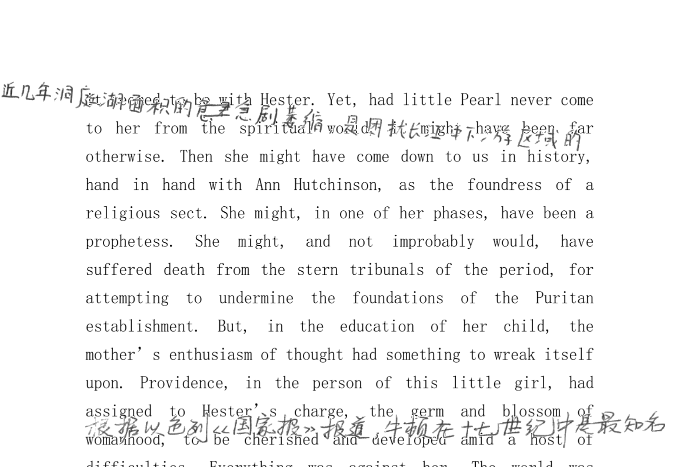 近几年洞庭湖面积的急剧萎缩,是困扰长江中下游区域的
seemed to be with Hester. Yet, had little Pearl never come
to her from the spiritual world, it might have been far
otherwise. Then she might have come down to us in history,
hand in hand with Ann Hutchinson, as the foundress of a
religious sect. She might, in one of her phases, have been a
prophetess. She might, and not improbably would, have
suffered death from the stern tribunals of the period, for
attempting to undermine the foundations of the Puritan
establishment. But, in the education of her child, the
mother’s enthusiasm of thought had something to wreak itself
upon. Providence, in the person of this little girl, had
assigned to Hester’s charge, the germ and blossom of
根据以色列《国家报》报道,牛顿在十七世纪中是最知名
womanhood, to be cherished and developed amid a host of
difficulties. Everything was against her. The world was